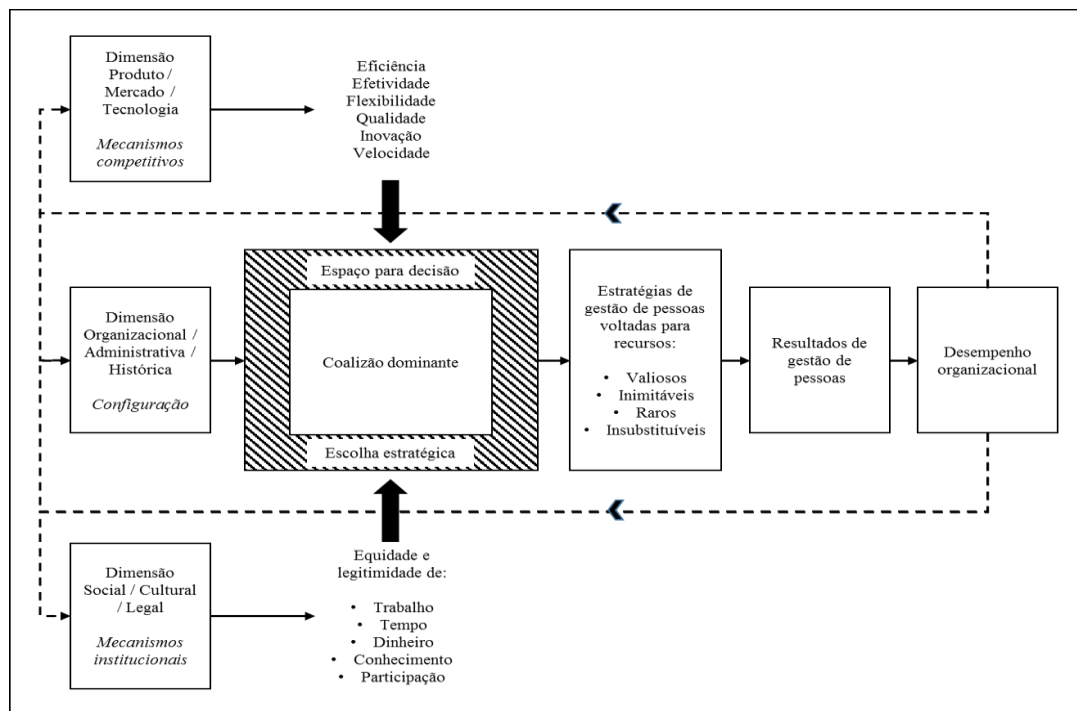 Dimensão
Produto /
Mercado /
Tecnologia
Mecanismos
competitivos
Eficiência
Efetividade
Flexibilidade
Qualidade
Inovação
Velocidade
Dimensão
Organizacional /
Administrativa /
Histórica
Configuração
Espaço para decisão
Coalizão dominante
Escolha estratégica
Estratégias de
gestão de pessoas
voltadas para
recursos:
• Valiosos
• Inimitáveis
• Raros
• Insubstituíveis
Resultados de
gestão de
pessoas
Desempenho
organizacional
Dimensão
Social / Cultural
/ Legal
Mecanismos
institucionais
Equidade e
legitimidade de:
• Trabalho
• Tempo
• Dinheiro
• Conhecimento
• Participação